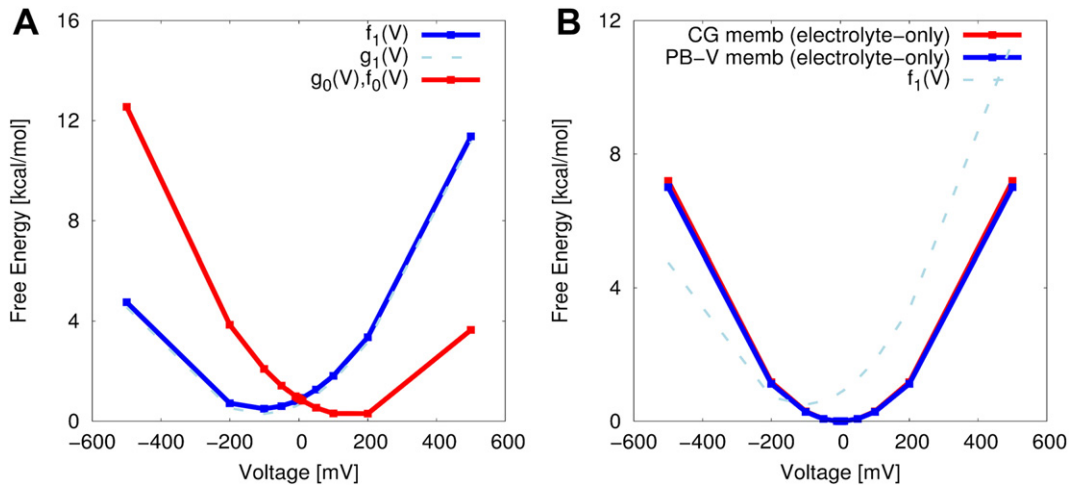 A
f1(V)
g1(V)
g0(V),f0(V)
Free Energy [kcal/mol]
16
12
8
4
0
−600 −400 −200 0 200 400 600
Voltage [mV]
B
CG memb (electrolyte−only)
PB−V memb (electrolyte−only)
f1(V)
Free Energy [kcal/mol]
12
8
4
0
−600 −400 −200 0 200 400 600
Voltage [mV]